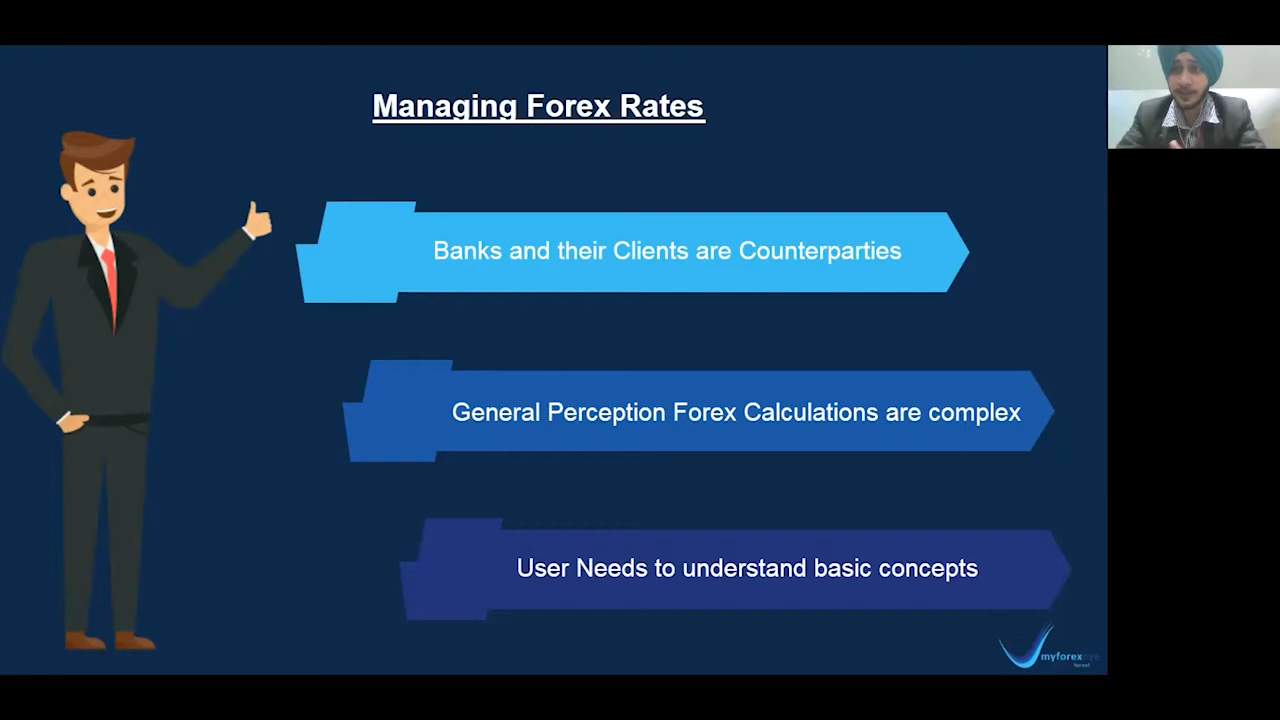 Managing Forex Rates
Banks and their Clients are Counterparties
General Perception Forex Calculations are complex
User Needs to understand basic concepts
myforexeye